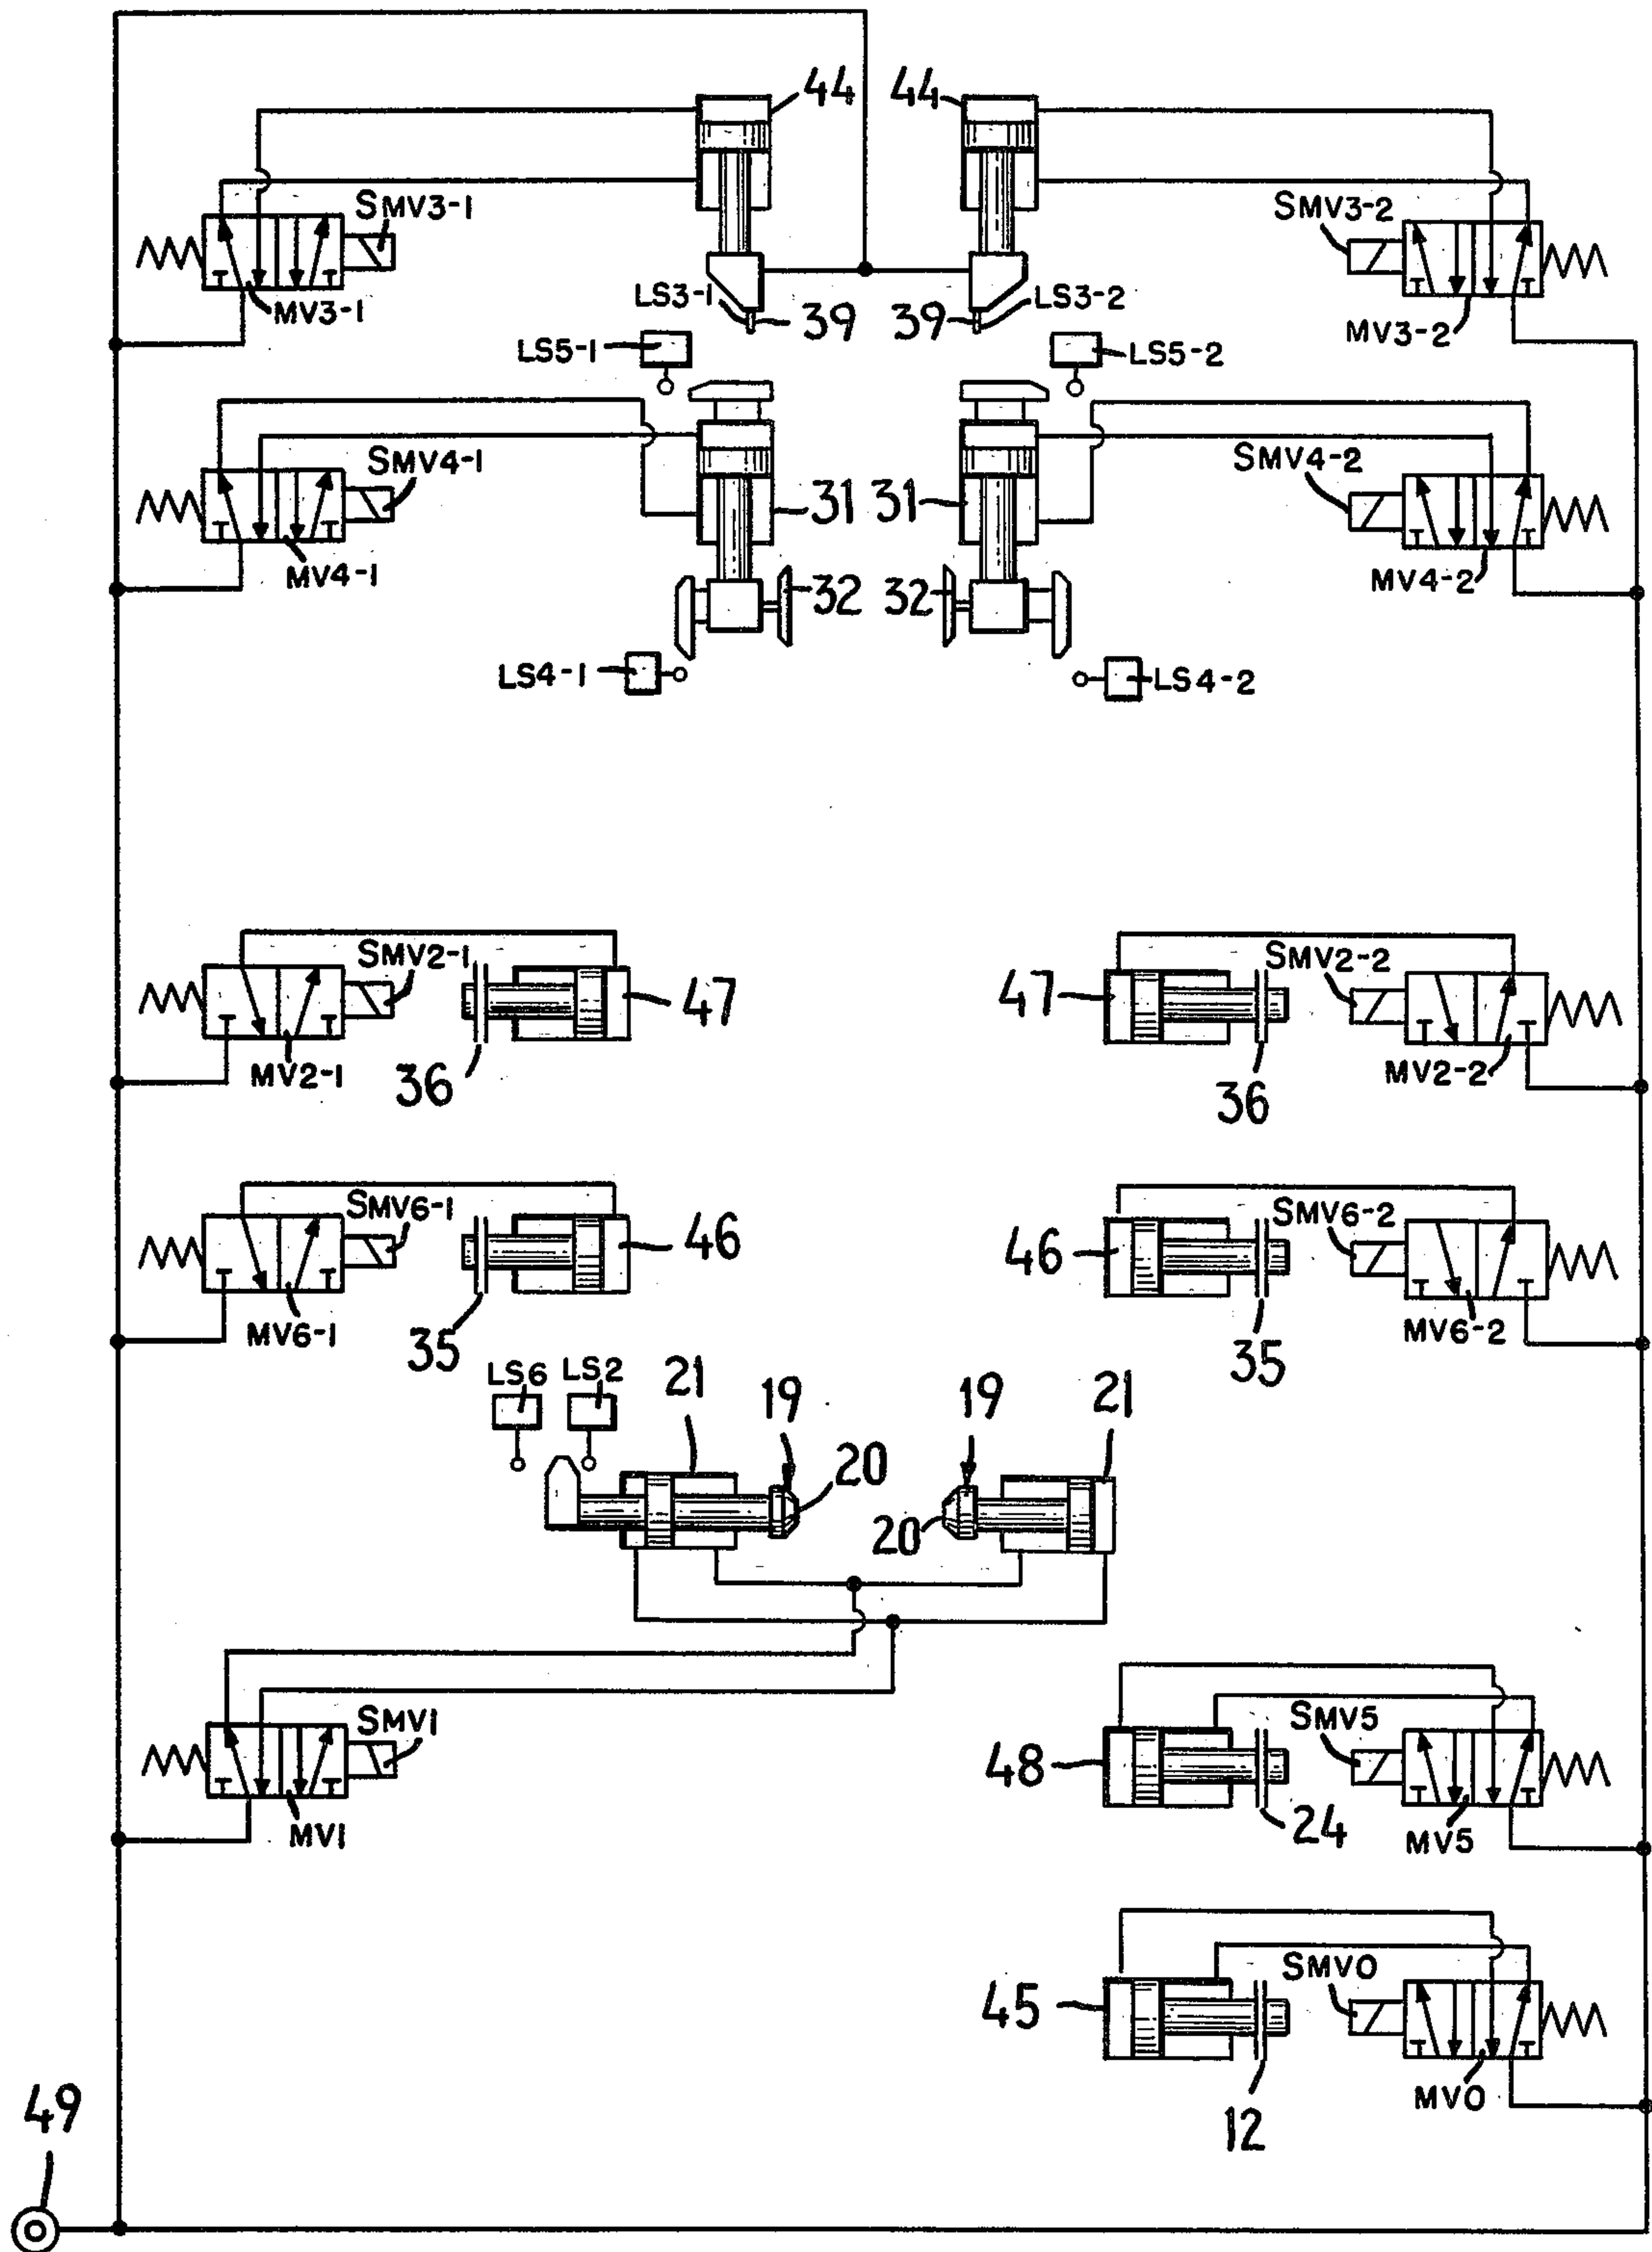 44 44
SMV3-1 SMV3-2
MV3-1 LS3-1 39 39 LS3-2 MV3-2
LS5-1 LS5-2
SMV4-1 SMV4-2
31 31
MV4-1 32 32 MV4-2
LS4-1 LS4-2
SMV2-1 47 47 SMV2-2
MV2-1 36 36 MV2-2
SMV6-1 46 46 SMV6-2
MV6-1 35 35 MV6-2
LS6 LS2 21 19 19 21
20 20
SMV1 SMV5
48
MV1 24 MV5
SMV0
45
MV0
12
49